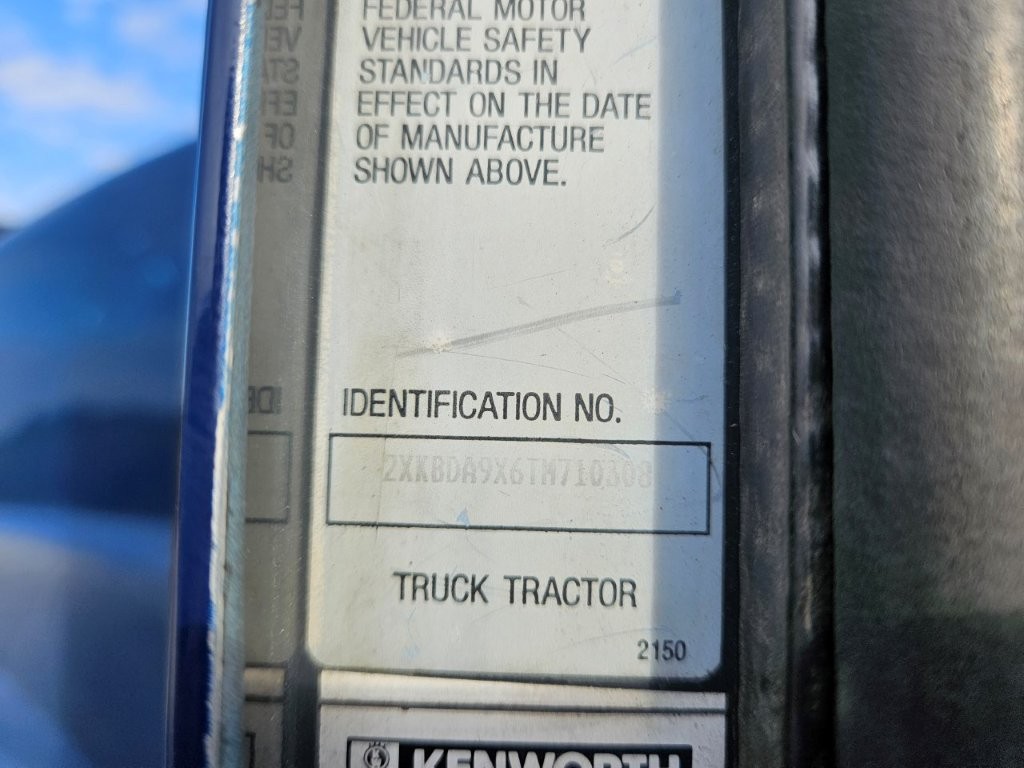 FEDERAL MOTOR
VEHICLE SAFETY
STANDARDS IN
EFFECT ON THE DATE
OF MANUFACTURE
SHOWN ABOVE.
IDENTIFICATION NO.
2XKBDA9X6TM710308
TRUCK TRACTOR
2150
KENWORTH